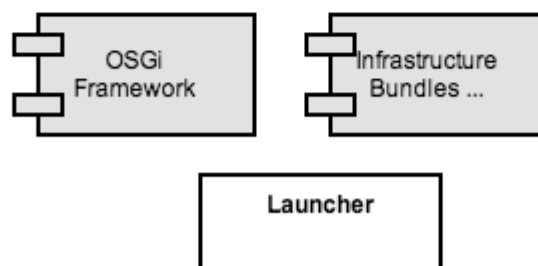 OSGi
Framework
Infrastructure
Bundles ...
Launcher